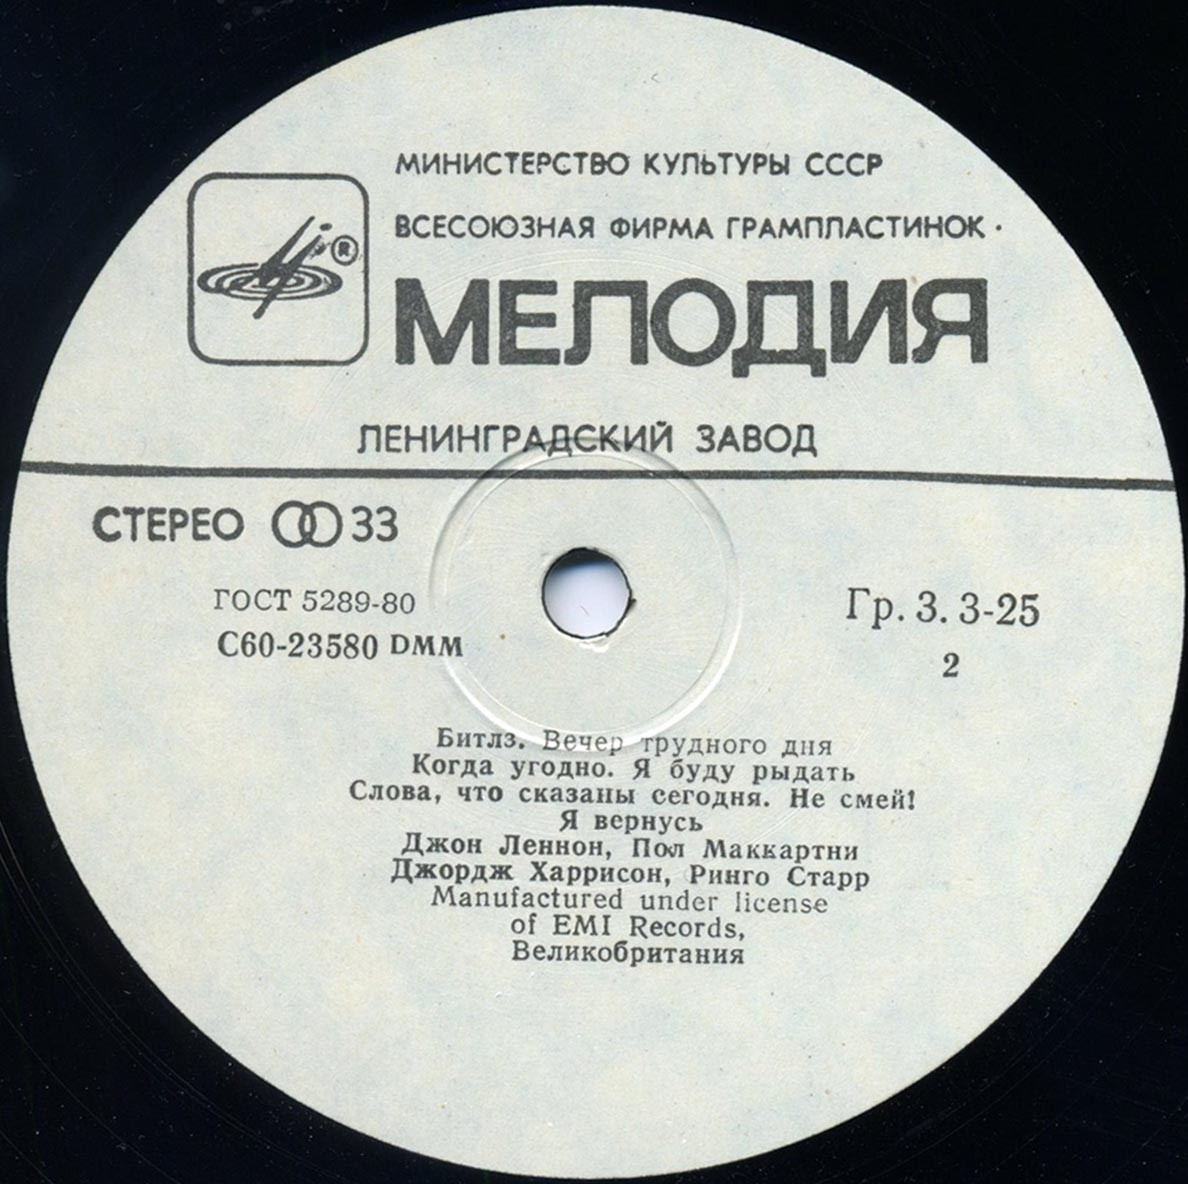 МИНИСТЕРСТВО КУЛЬТУРЫ СССР
ВСЕСОЮЗНАЯ ФИРМА ГРАМПЛАСТИНОК ·
®
МЕЛОДИЯ
ЛЕНИНГРАДСКИЙ ЗАВОД
СТЕРЕО 33
ГОСТ 5289-80
С60-23580 DMM
Гр. 3. 3-25
2
Битлз. Вечер трудного дня
Когда угодно. Я буду рыдать
Слова, что сказаны сегодня. Не смей!
Я вернусь
Джон Леннон, Пол Маккартни
Джордж Харрисон, Ринго Старр
Manufactured under license
of EMI Records,
Великобритания